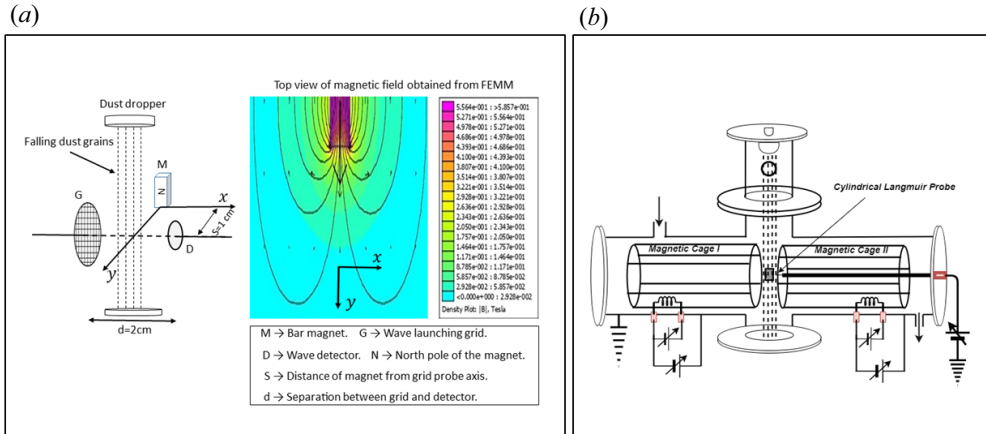 (a)
Dust dropper
Falling dust grains
M
N
G
x
S=1 cm
D
y
d=2cm
Top view of magnetic field obtained from FEMM
x
y
5.564e-001 : >5.857e-001
5.271e-001 : 5.564e-001
4.978e-001 : 5.271e-001
4.686e-001 : 4.978e-001
4.393e-001 : 4.686e-001
4.100e-001 : 4.393e-001
3.807e-001 : 4.100e-001
3.514e-001 : 3.807e-001
3.221e-001 : 3.514e-001
2.928e-001 : 3.221e-001
2.636e-001 : 2.928e-001
2.343e-001 : 2.636e-001
2.050e-001 : 2.343e-001
1.757e-001 : 2.050e-001
1.464e-001 : 1.757e-001
1.171e-001 : 1.464e-001
8.785e-002 : 1.171e-001
5.857e-002 : 8.785e-002
2.928e-002 : 5.857e-002
<0.000e+000 : 2.928e-002
Density Plot: |B|, Tesla
M → Bar magnet. G → Wave launching grid.
D → Wave detector. N → North pole of the magnet.
S → Distance of magnet from grid probe axis.
d → Separation between grid and detector.
(b)
Cylindrical Langmuir Probe
Magnetic Cage I
Magnetic Cage II